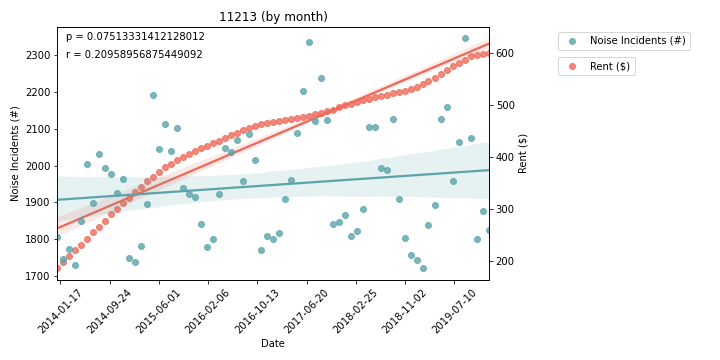 11213 (by month)
p = 0.07513331412128012
r = 0.20958956875449092
Noise Incidents (#)
Rent ($)
2300
2200
2100
2000
1900
1800
1700
Noise Incidents (#)
600
500
400
300
200
Rent ($)
2014-01-17
2014-09-24
2015-06-01
2016-02-06
2016-10-13
2017-06-20
2018-02-25
2018-11-02
2019-07-10
Date